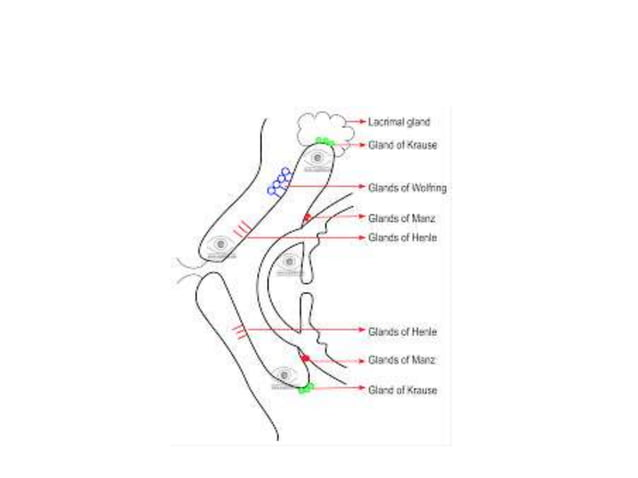 Lacrimal gland
Gland of Krause
Glands of Wolfring
Glands of Manz
Glands of Henle
Glands of Henle
Glands of Manz
Gland of Krause